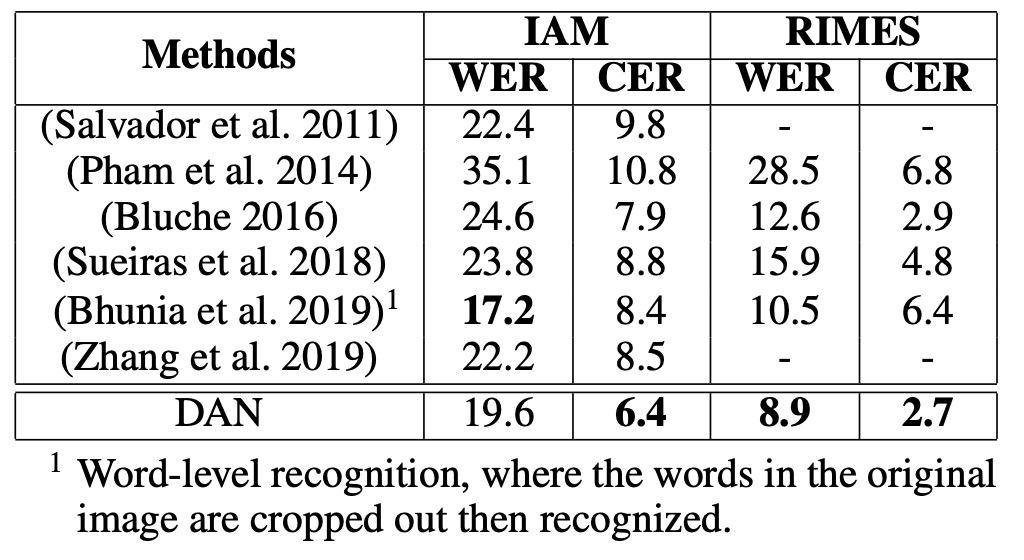 Methods IAM RIMES
WER CER WER CER
(Salvador et al. 2011) 22.4 9.8 - -
(Pham et al. 2014) 35.1 10.8 28.5 6.8
(Bluche 2016) 24.6 7.9 12.6 2.9
(Sueiras et al. 2018) 23.8 8.8 15.9 4.8
(Bhunia et al. 2019)¹ 17.2 8.4 10.5 6.4
(Zhang et al. 2019) 22.2 8.5 - -
DAN 19.6 6.4 8.9 2.7
¹ Word-level recognition, where the words in the original
image are cropped out then recognized.